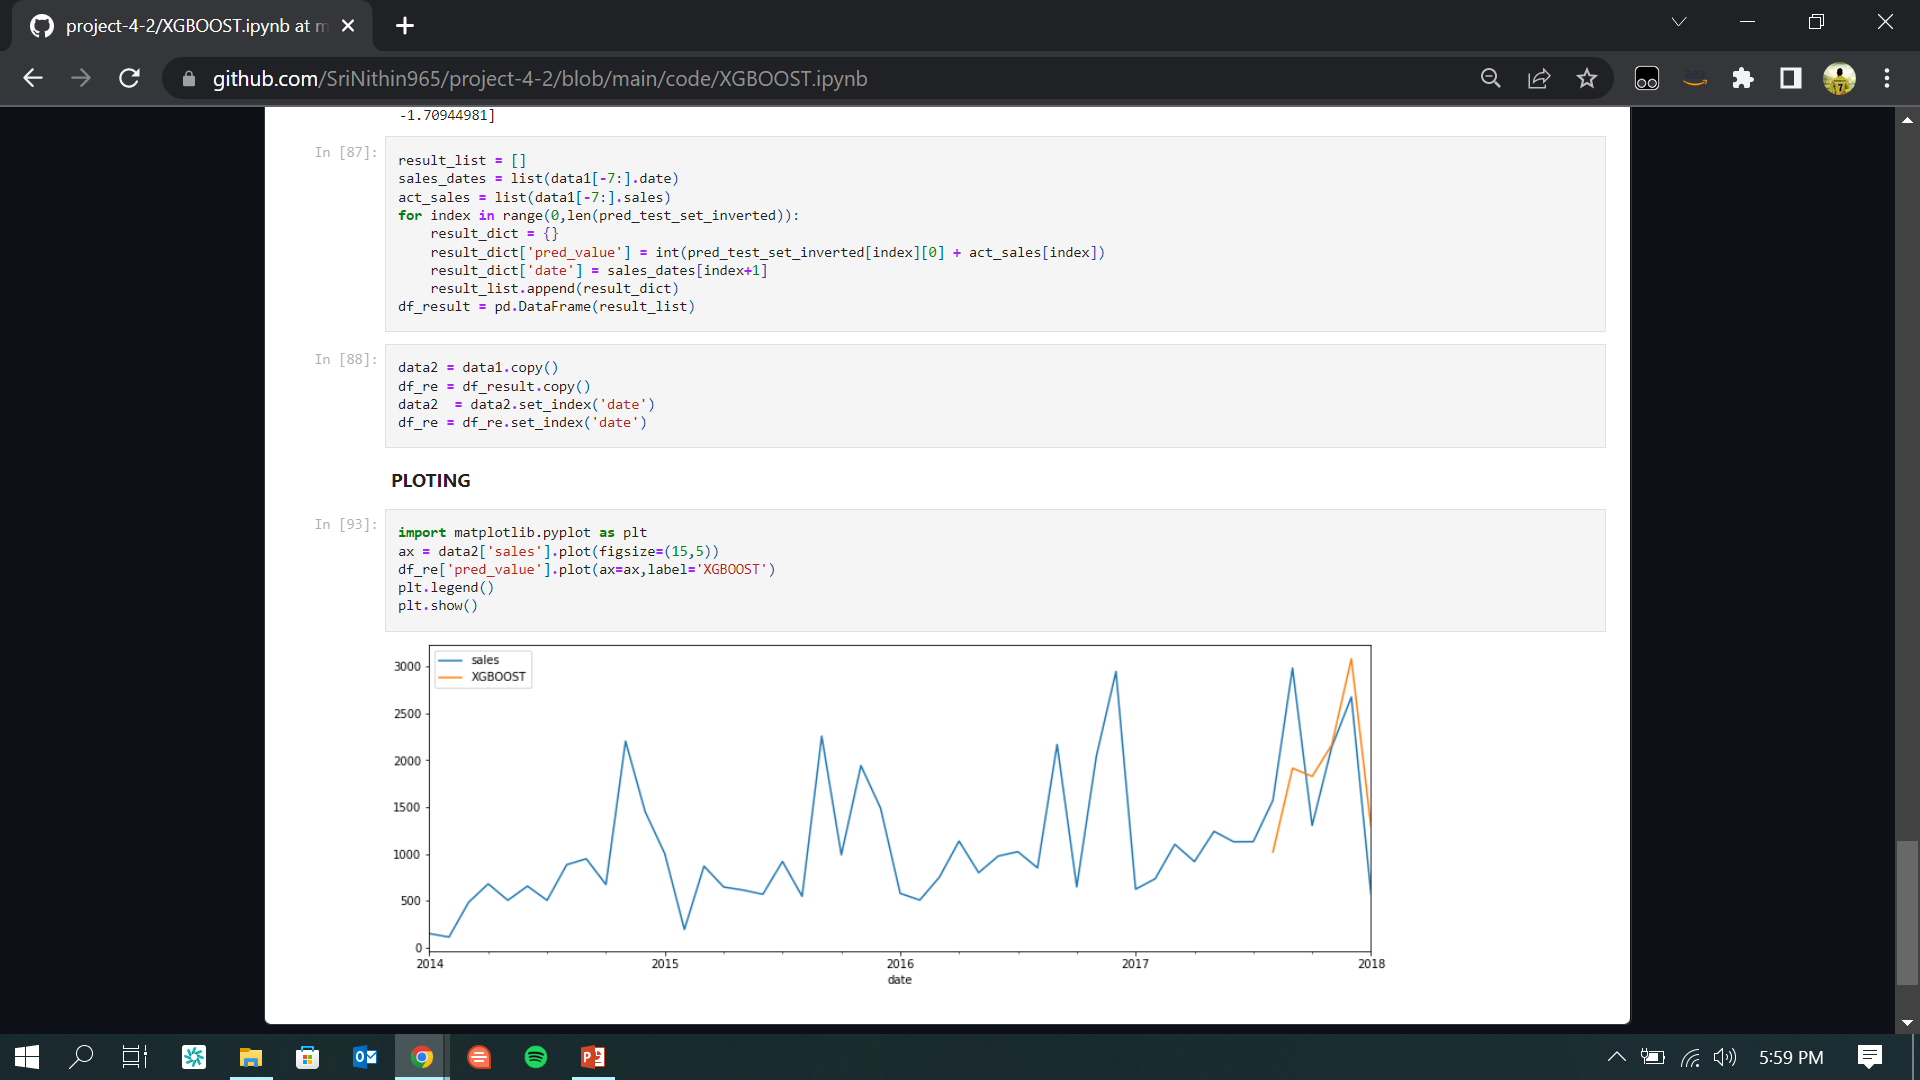 project-4-2/XGBOOST.ipynb at m
github.com/SriNithin965/project-4-2/blob/main/code/XGBOOST.ipynb
-1.70944981]
In [87]:
result_list = []
sales_dates = list(data1[-7:].date)
act_sales = list(data1[-7:].sales)
for index in range(0,len(pred_test_set_inverted)):
    result_dict = {}
    result_dict['pred_value'] = int(pred_test_set_inverted[index][0] + act_sales[index])
    result_dict['date'] = sales_dates[index+1]
    result_list.append(result_dict)
df_result = pd.DataFrame(result_list)
In [88]:
data2 = data1.copy()
df_re = df_result.copy()
data2  = data2.set_index('date')
df_re = df_re.set_index('date')
PLOTING
In [93]:
import matplotlib.pyplot as plt
ax = data2['sales'].plot(figsize=(15,5))
df_re['pred_value'].plot(ax=ax,label='XGBOOST')
plt.legend()
plt.show()
sales
XGBOOST
3000
2500
2000
1500
1000
500
0
2014 2015 2016 2017 2018
date
5:59 PM